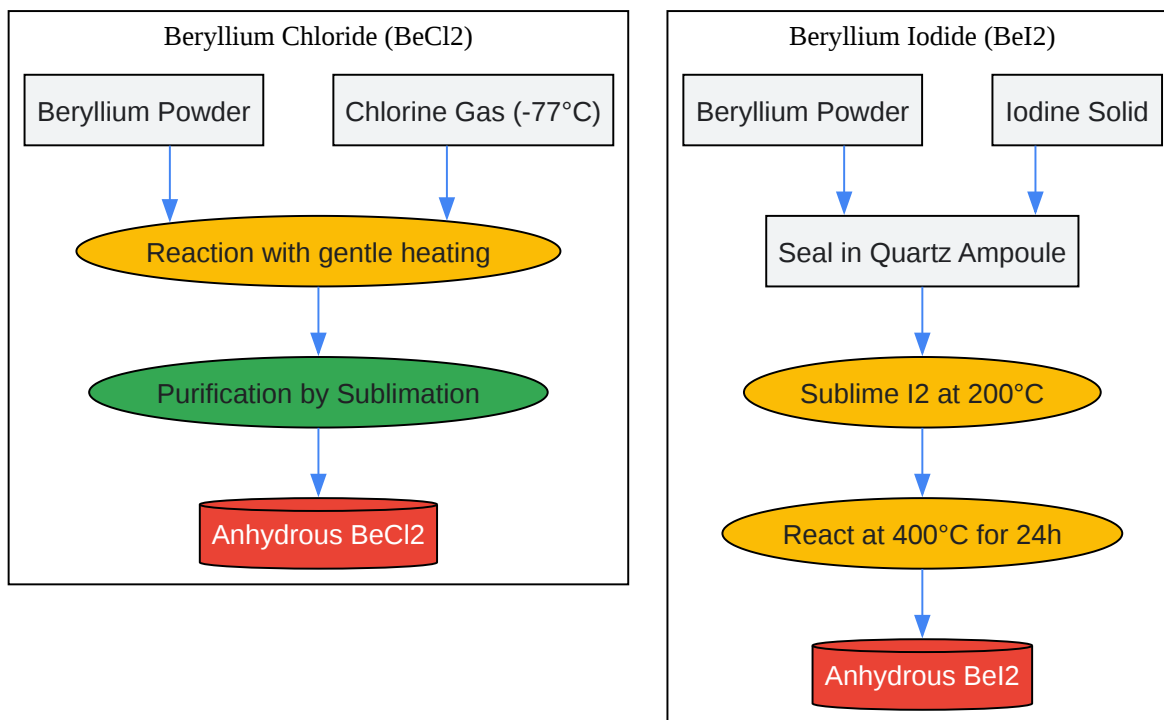 Beryllium Chloride (BeCl2)
Beryllium Powder
Chlorine Gas (-77°C)
Reaction with gentle heating
Purification by Sublimation
Anhydrous BeCl2
Beryllium Iodide (BeI2)
Beryllium Powder
Iodine Solid
Seal in Quartz Ampoule
Sublime I2 at 200°C
React at 400°C for 24h
Anhydrous BeI2